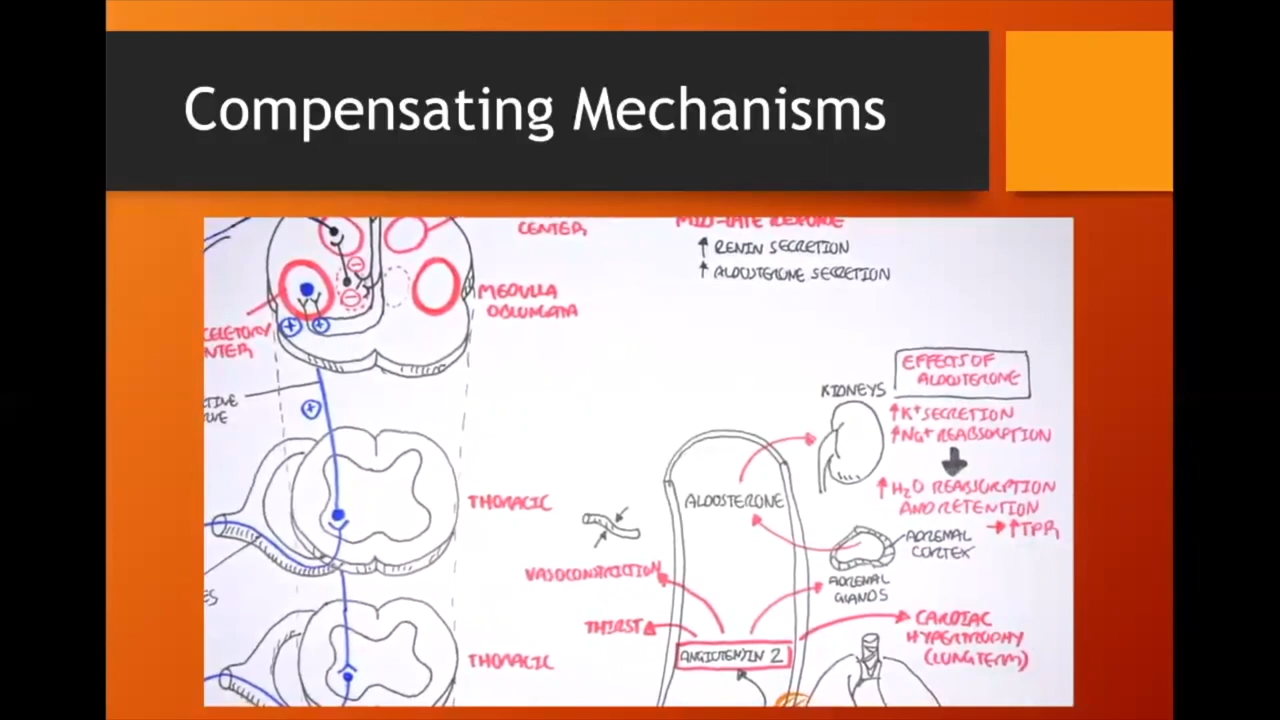 Compensating Mechanisms
CENTER
MEDULLA
OBLONGATA
THORACIC
THORACIC
↑ RENIN SECRETION
↑ ALDOSTERONE SECRETION
KIDNEYS
EFFECTS OF
ALDOSTERONE
↑K+ SECRETION
↑Na+ REABSORPTION
↑H2O REABSORPTION
AND RETENTION
→↑TPR
ALDOSTERONE
ADRENAL
CORTEX
ADRENAL
GLANDS
VASOCONSTRICTION
THIRST
ANGIOTENSIN 2
CARDIAC
HYPERTROPHY
(LONG TERM)